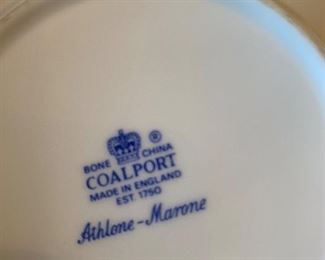 BONE CHINA ®
COALPORT
MADE IN ENGLAND
EST. 1750
Athlone-Marone